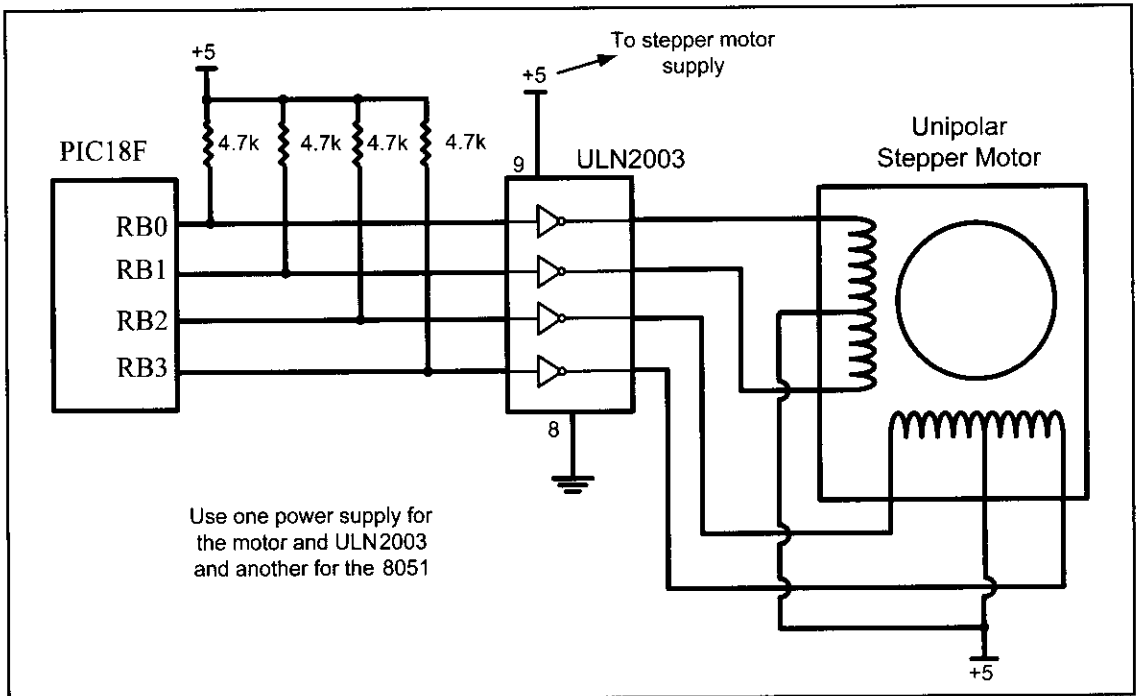 +5
To stepper motor
supply
+5
4.7k
4.7k
4.7k
4.7k
PIC18F
9
ULN2003
Unipolar
Stepper Motor
RB0
RB1
RB2
RB3
8
Use one power supply for
the motor and ULN2003
and another for the 8051
+5